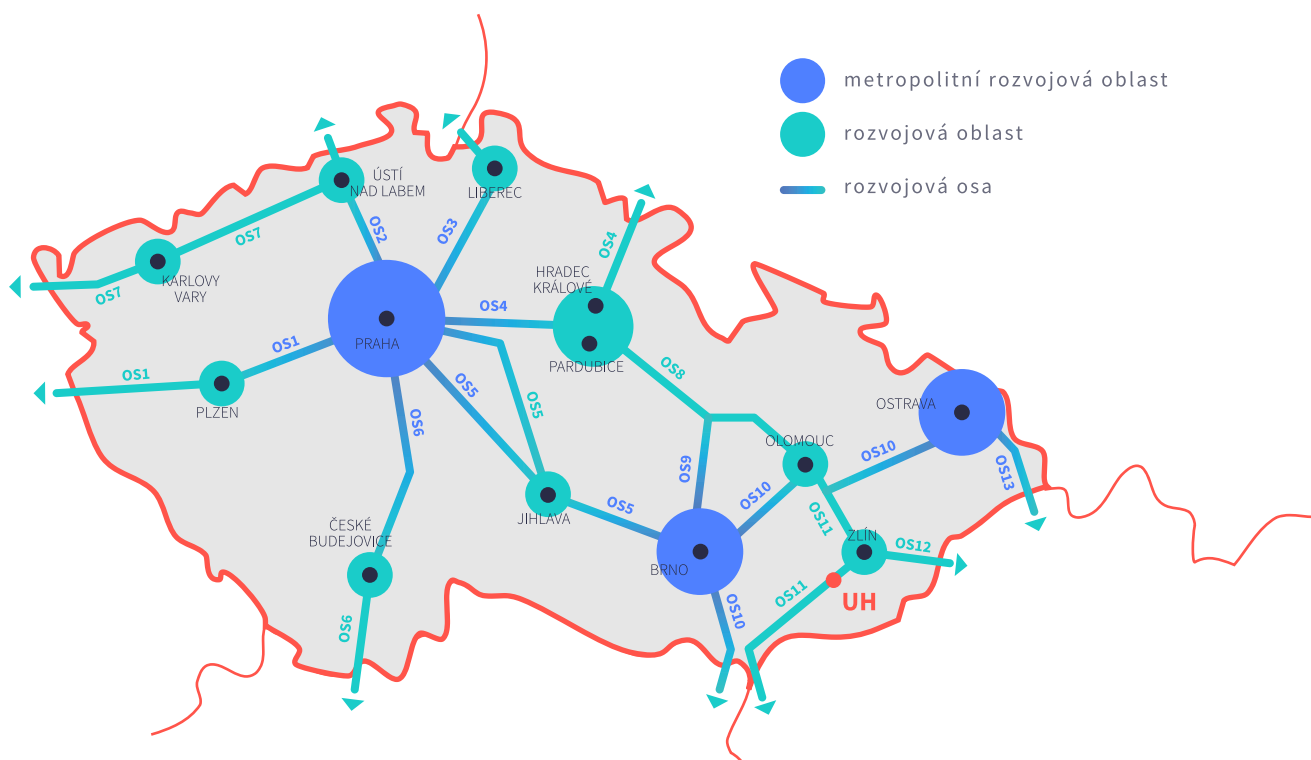 metropolitní rozvojová oblast
rozvojová oblast
rozvojová osa
ÚSTÍ
NAD LABEM
LIBEREC
OS2
OS3
OS7
OS4
KARLOVY
VARY
OS7
HRADEC
KRÁLOVÉ
OS4
PRAHA
OS1
PARDUBICE
OS1
PLZEN
OS5
OS8
OS5
OS6
OSTRAVA
OLOMOUC
OS10
OS9
OS13
OS10
OS5
JIHLAVA
OS11
ČESKÉ
BUDEJOVICE
ZLÍN
OS12
BRNO
OS11
UH
OS10
OS6